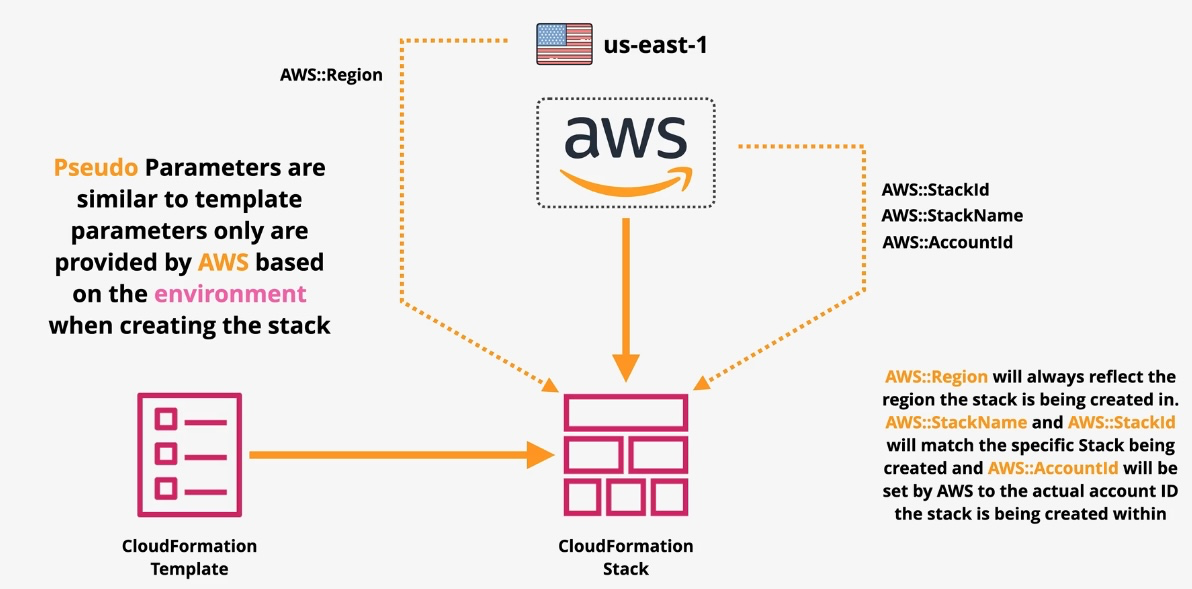 us-east-1
AWS::Region
aws
Pseudo Parameters are
similar to template
parameters only are
provided by AWS based
on the environment
when creating the stack
AWS::StackId
AWS::StackName
AWS::AccountId
AWS::Region will always reflect the
region the stack is being created in.
AWS::StackName and AWS::StackId
will match the specific Stack being
created and AWS::AccountId will be
set by AWS to the actual account ID
the stack is being created within
CloudFormation
Template
CloudFormation
Stack